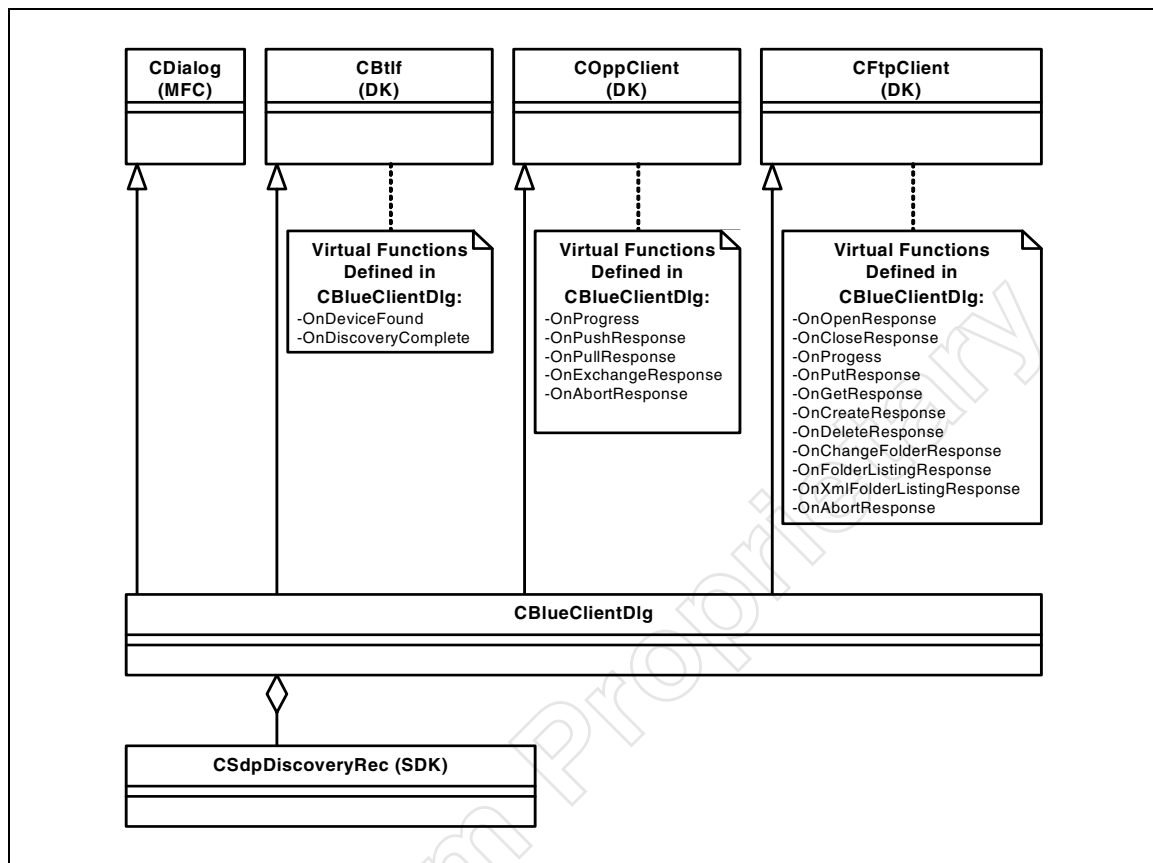 CDialog
(MFC)
CBtIf
(DK)
COppClient
(DK)
CFtpClient
(DK)
Virtual Functions
Defined in
CBlueClientDlg:
-OnDeviceFound
-OnDiscoveryComplete
Virtual Functions
Defined in
CBlueClientDlg:
-OnProgress
-OnPushResponse
-OnPullResponse
-OnExchangeResponse
-OnAbortResponse
Virtual Functions
Defined in
CBlueClientDlg:
-OnOpenResponse
-OnCloseResponse
-OnProgess
-OnPutResponse
-OnGetResponse
-OnCreateResponse
-OnDeleteResponse
-OnChangeFolderResponse
-OnFolderListingResponse
-OnXmlFolderListingResponse
-OnAbortResponse
CBlueClientDlg
CSdpDiscoveryRec (SDK)
Proprietary